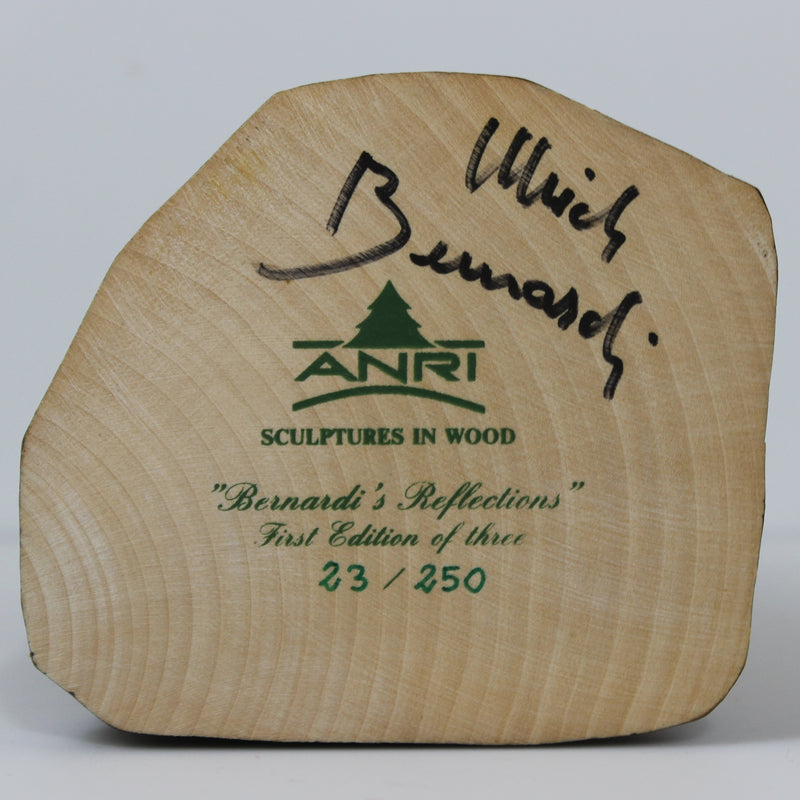 Ulrich
Bernardi
ANRI
SCULPTURES IN WOOD
"Bernardi's Reflections"
First Edition of three
23 / 250